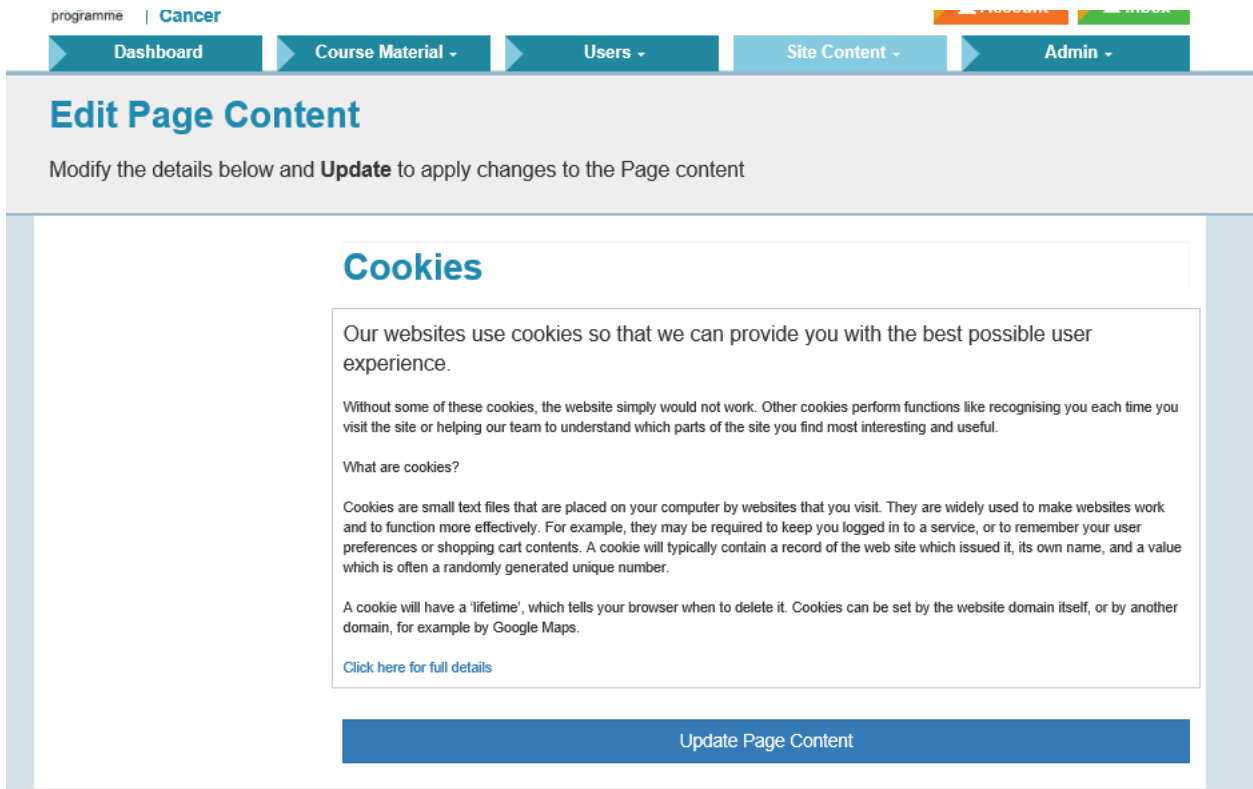 programme | Cancer Account Inbox
Dashboard Course Material Users Site Content Admin
Edit Page Content
Modify the details below and Update to apply changes to the Page content
Cookies
Our websites use cookies so that we can provide you with the best possible user
experience.
Without some of these cookies, the website simply would not work. Other cookies perform functions like recognising you each time you
visit the site or helping our team to understand which parts of the site you find most interesting and useful.
What are cookies?
Cookies are small text files that are placed on your computer by websites that you visit. They are widely used to make websites work
and to function more effectively. For example, they may be required to keep you logged in to a service, or to remember your user
preferences or shopping cart contents. A cookie will typically contain a record of the web site which issued it, its own name, and a value
which is often a randomly generated unique number.
A cookie will have a ‘lifetime’, which tells your browser when to delete it. Cookies can be set by the website domain itself, or by another
domain, for example by Google Maps.
Click here for full details
Update Page Content